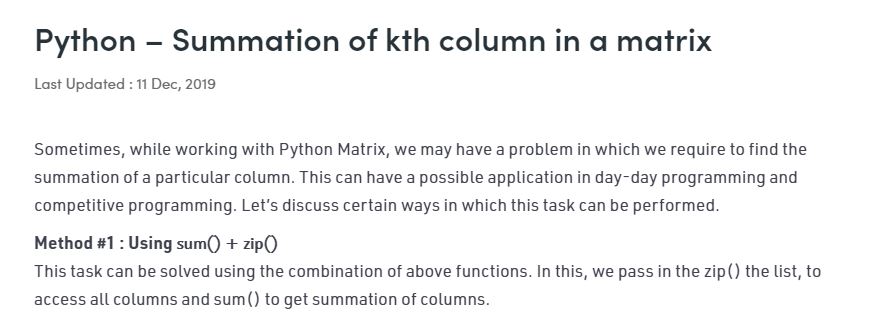 Python – Summation of kth column in a matrix
Last Updated : 11 Dec, 2019
Sometimes, while working with Python Matrix, we may have a problem in which we require to find the
summation of a particular column. This can have a possible application in day-day programming and
competitive programming. Let’s discuss certain ways in which this task can be performed.
Method #1 : Using sum() + zip()
This task can be solved using the combination of above functions. In this, we pass in the zip() the list, to
access all columns and sum() to get summation of columns.